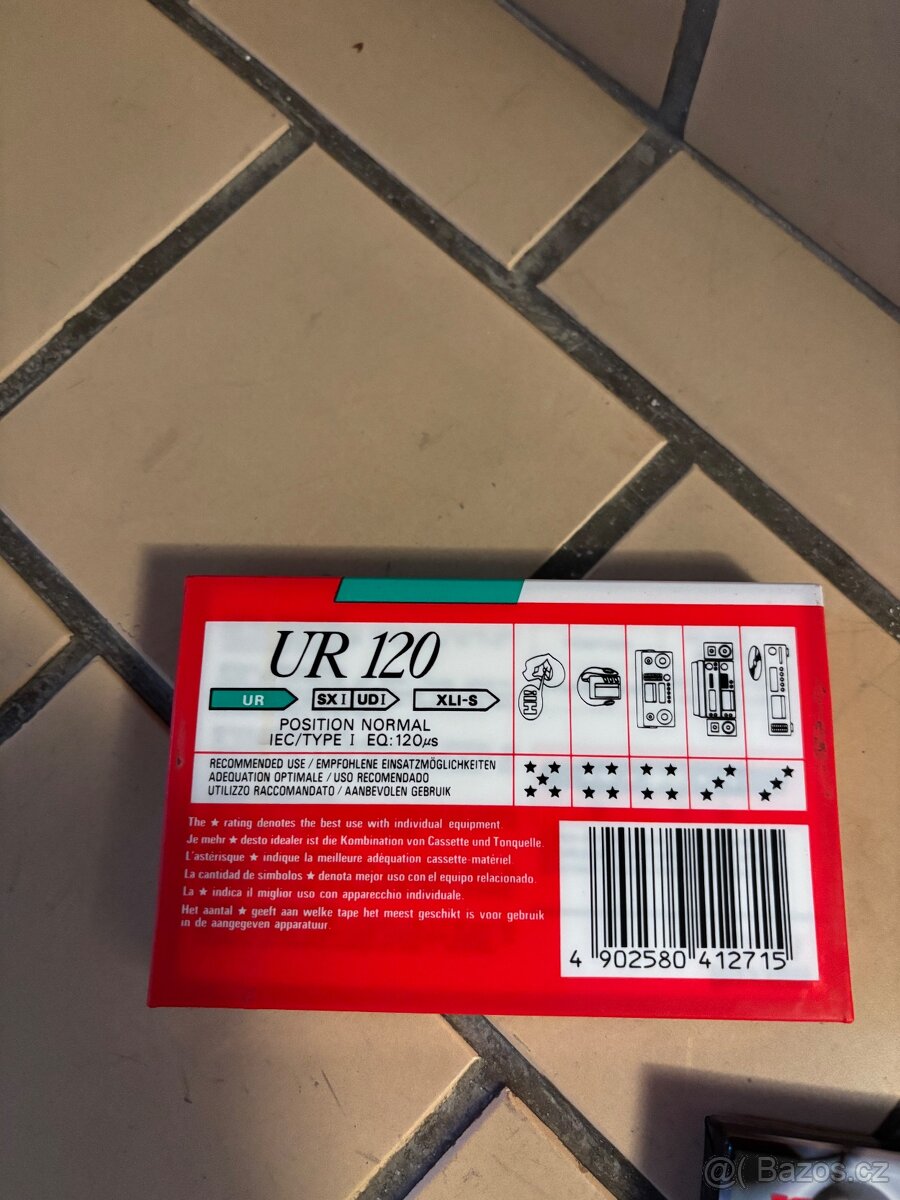 UR 120
UR SX I UD I XLI-S
POSITION NORMAL
IEC/TYPE I EQ:120μs
RECOMMENDED USE / EMPFOHLENE EINSATZMÖGLICHKEITEN
ADEQUATION OPTIMALE / USO RECOMENDADO
UTILIZZO RACCOMANDATO / AANBEVOLEN GEBRUIK
The ★ rating denotes the best use with individual equipment.
Je mehr ★ desto idealer ist die Kombination von Cassette und Tonquelle.
L'astérisque ★ indique la meilleure adéquation cassette-matériel.
La cantidad de símbolos ★ denota mejor uso con el equipo relacionado.
La ★ indica il miglior uso con apparecchio individuale.
Het aantal ★ geeft aan welke tape het meest geschikt is voor gebruik
in de aangegeven apparatuur.
4 902580 412715
@( Bazos.cz